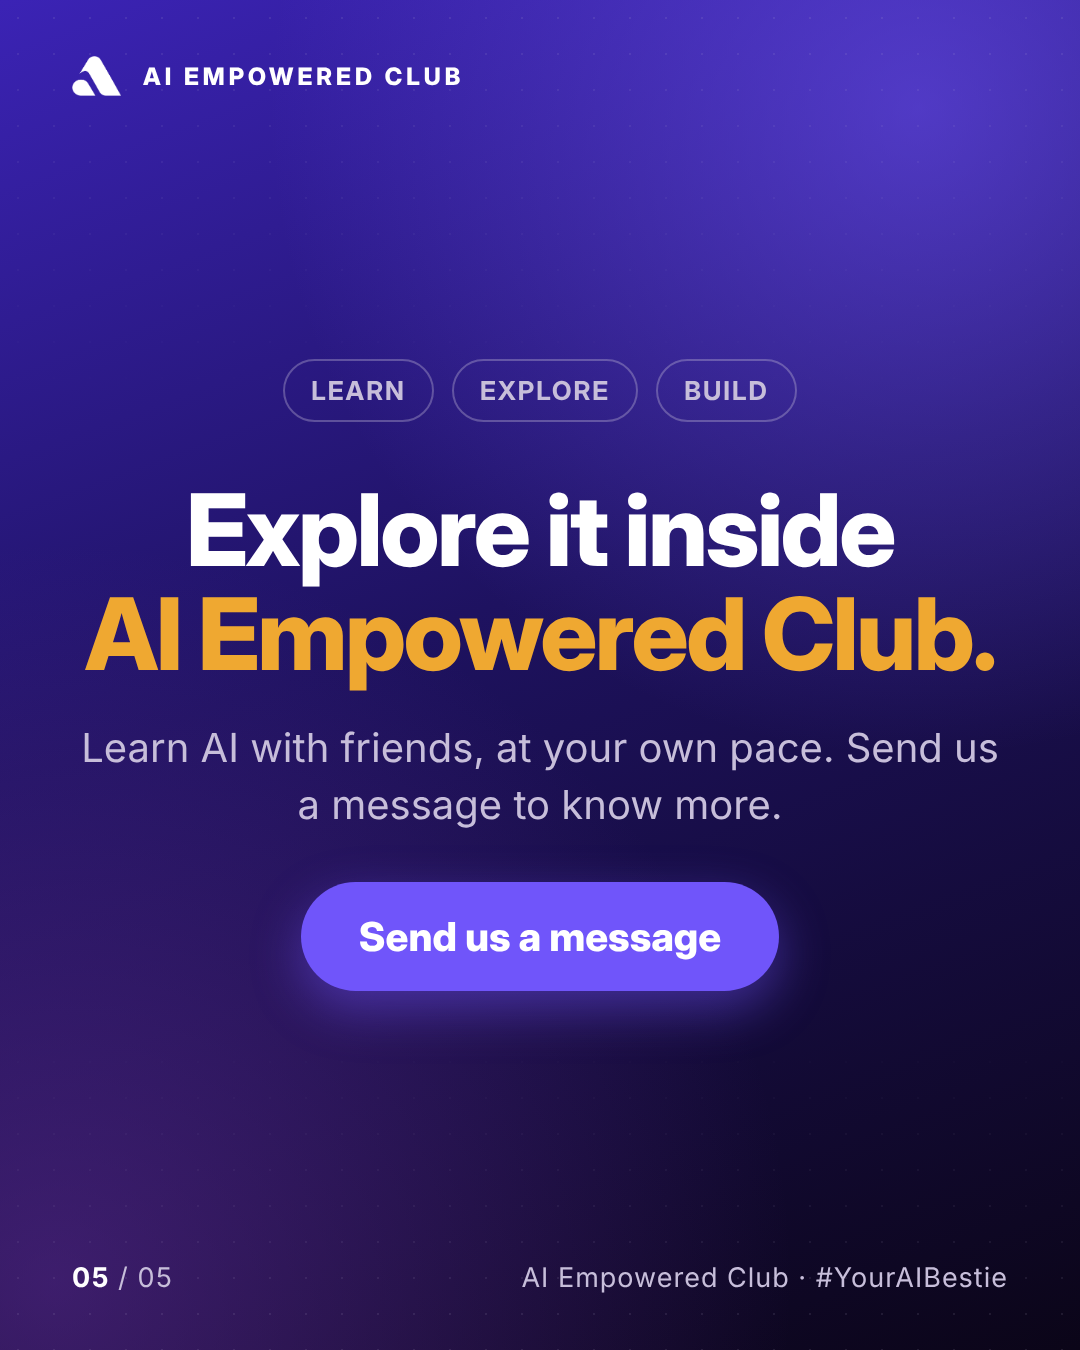 AI EMPOWERED CLUB
LEARN
EXPLORE
BUILD
Explore it inside
AI Empowered Club.
Learn AI with friends, at your own pace. Send us
a message to know more.
Send us a message
05 / 05
AI Empowered Club · #YourAIBestie